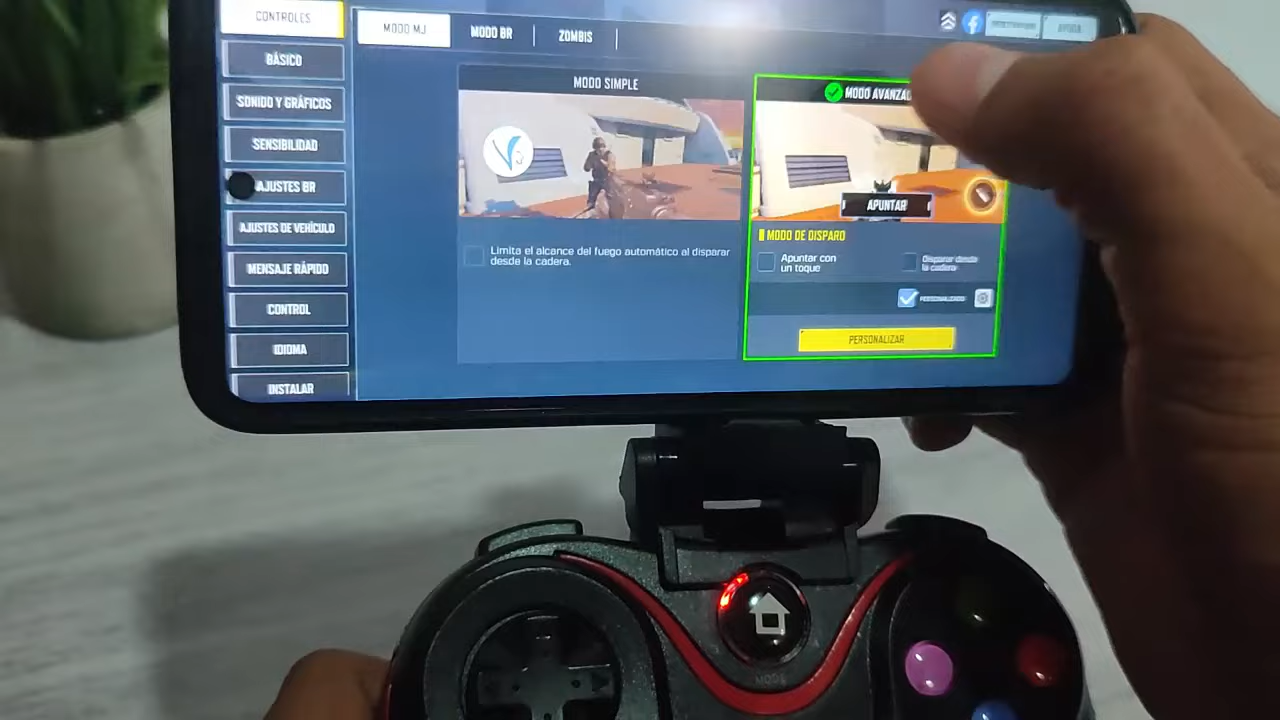 CONTROLES
BÁSICO
SONIDO Y GRÁFICOS
SENSIBILIDAD
AJUSTES BR
AJUSTES DE VEHÍCULO
MENSAJE RÁPIDO
CONTROL
IDIOMA
INSTALAR
MODO MJ
MODO BR
ZOMBIS
AYUDA
MODO SIMPLE
Limita el alcance del fuego automático al disparar
desde la cadera.
MODO
APUNTAR
MODO DE DISPARO
Apuntar con
un toque
Disparar desde
la cadera
PERSONALIZAR
MODE